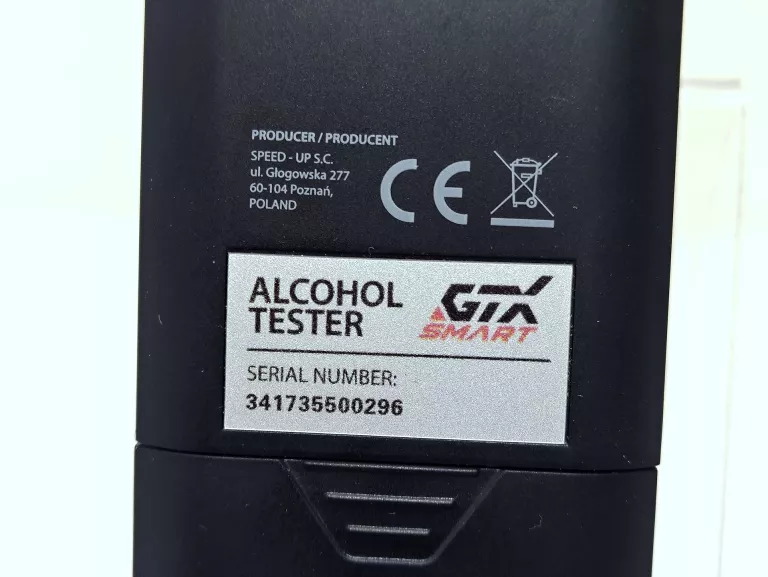 PRODUCER / PRODUCENT
SPEED - UP S.C.
ul. Głogowska 277
60-104 Poznań,
POLAND
CE
ALCOHOL
TESTER
GTX
SMART
SERIAL NUMBER:
341735500296